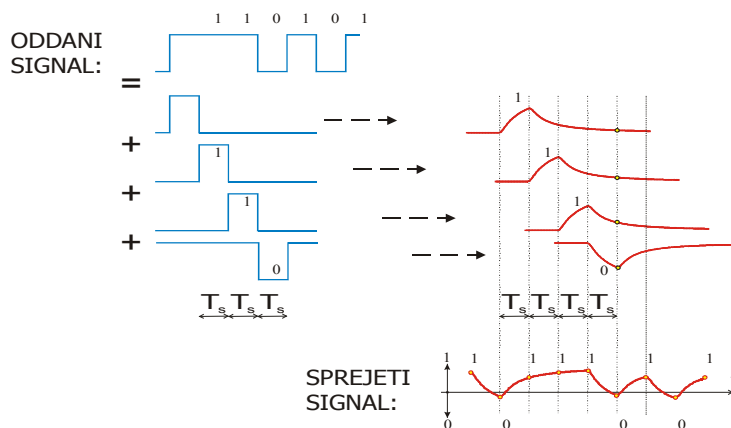 1 1 0 1 0 1
ODDANI
SIGNAL:
=
1
+
1
1
+
1
1
+
0
0
Ts Ts Ts
Ts Ts Ts Ts
SPREJETI
SIGNAL:
1 1 1 1 1 1 1
0 0 0 0